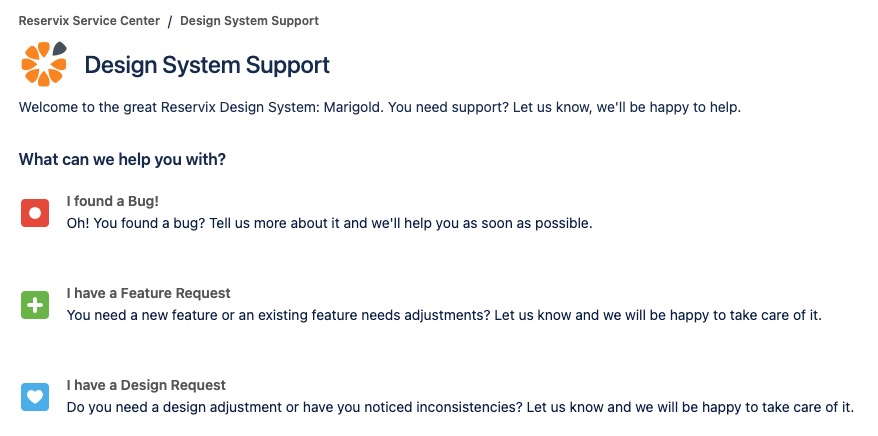 Reservix Service Center / Design System Support
Design System Support
Welcome to the great Reservix Design System: Marigold. You need support? Let us know, we'll be happy to help.
What can we help you with?
I found a Bug!
Oh! You found a bug? Tell us more about it and we'll help you as soon as possible.
I have a Feature Request
You need a new feature or an existing feature needs adjustments? Let us know and we will be happy to take care of it.
I have a Design Request
Do you need a design adjustment or have you noticed inconsistencies? Let us know and we will be happy to take care of it.